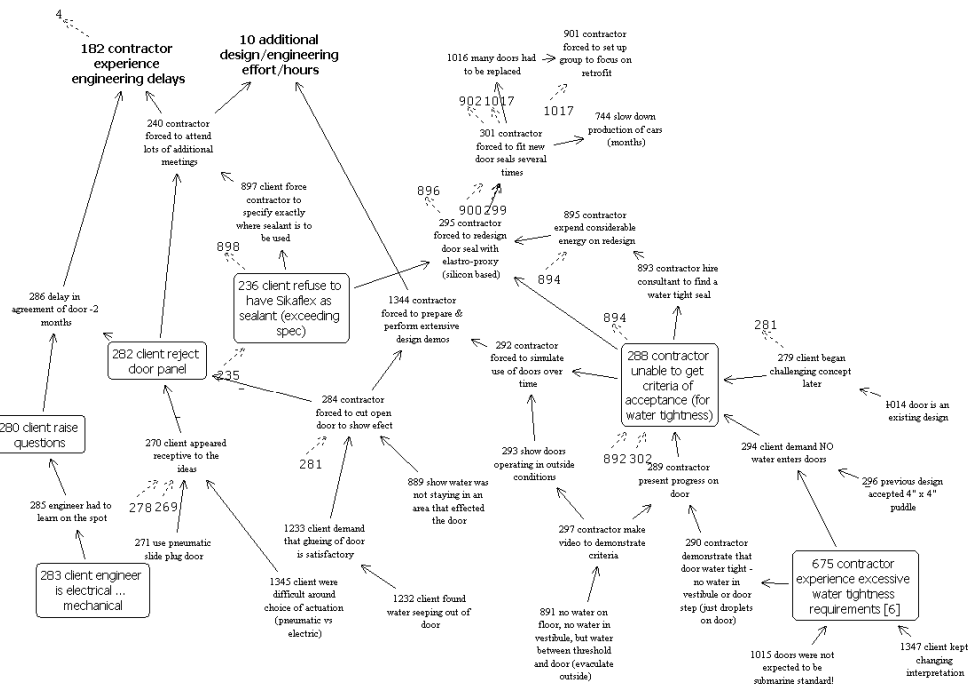 4
182 contractor
experience
engineering delays
10 additional
design/engineering
effort/hours
901 contractor
forced to set up
group to focus on
retrofit
1016 many doors had
to be replaced
902
1017
1017
744 slow down
production of cars
(months)
240 contractor
forced to attend
lots of additional
meetings
301 contractor
forced to fit new
door seals several
times
897 client force
contractor to
specify exactly
where sealant is to
be used
896
900
299
295 contractor
forced to redesign
door seal with
elastro-proxy
(silicon based)
895 contractor
expend considerable
energy on redesign
898
894
893 contractor hire
consultant to find a
water tight seal
236 client refuse to
have Sikaflex as
sealant (exceeding
spec)
286 delay in
agreement of door -2
months
1344 contractor
forced to prepare &
perform extensive
design demos
894
281
282 client reject
door panel
292 contractor
forced to simulate
use of doors over
time
288 contractor
unable to get
criteria of
acceptance (for
water tightness)
279 client began
challenging concept
later
235
284 contractor
forced to cut open
door to show efect
1014 door is an
existing design
280 client raise
questions
270 client appeared
receptive to the
ideas
281
293 show doors
operating in outside
conditions
892
302
289 contractor
present progress on
door
294 client demand NO
water enters doors
889 show water was
not staying in an
area that effected
the door
296 previous design
accepted 4" x 4"
puddle
278
269
285 engineer had to
learn on the spot
271 use pneumatic
slide plug door
1233 client demand
that glueing of door
is satisfactory
297 contractor make
video to demonstrate
criteria
290 contractor
demonstrate that
door water tight -
no water in
vestibule or door
step (just droplets
on door)
675 contractor
experience excessive
water tightness
requirements [6]
283 client engineer
is electrical ...
mechanical
1345 client were
difficult around
choice of actuation
(pneumatic vs
electric)
1232 client found
water seeping out of
door
891 no water on
floor, no water in
vestibule, but water
between threshold
and door (evaculate
outside)
1015 doors were not
expected to be
submarine standard!
1347 client kept
changing
interpretation